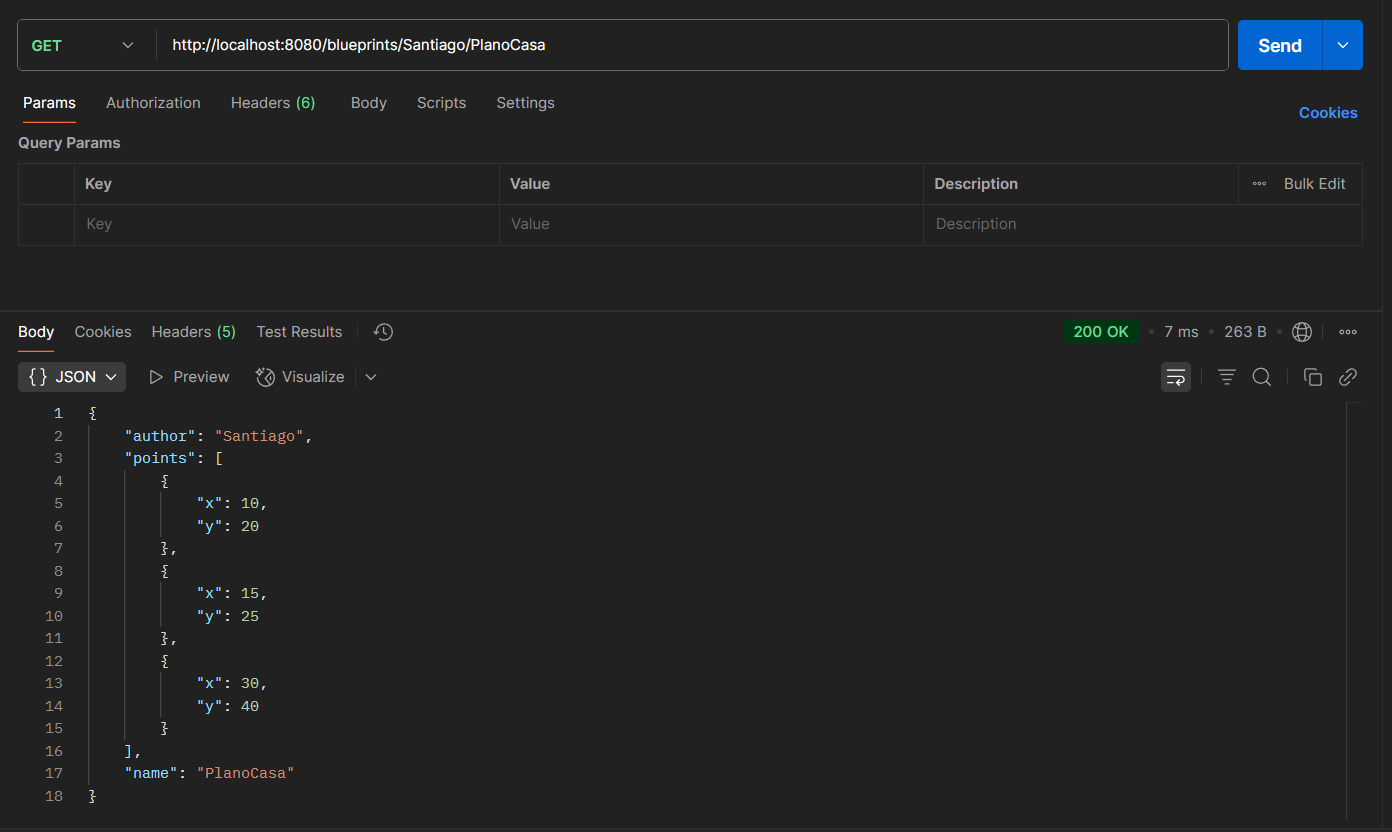 GET http://localhost:8080/blueprints/Santiago/PlanoCasa Send
Params Authorization Headers (6) Body Scripts Settings Cookies
Query Params
Key Value Description Bulk Edit
Key Value Description
Body Cookies Headers (5) Test Results 200 OK 7 ms 263 B
{} JSON Preview Visualize
1 {
2 "author": "Santiago",
3 "points": [
4 {
5 "x": 10,
6 "y": 20
7 },
8 {
9 "x": 15,
10 "y": 25
11 },
12 {
13 "x": 30,
14 "y": 40
15 }
16 ],
17 "name": "PlanoCasa"
18 }